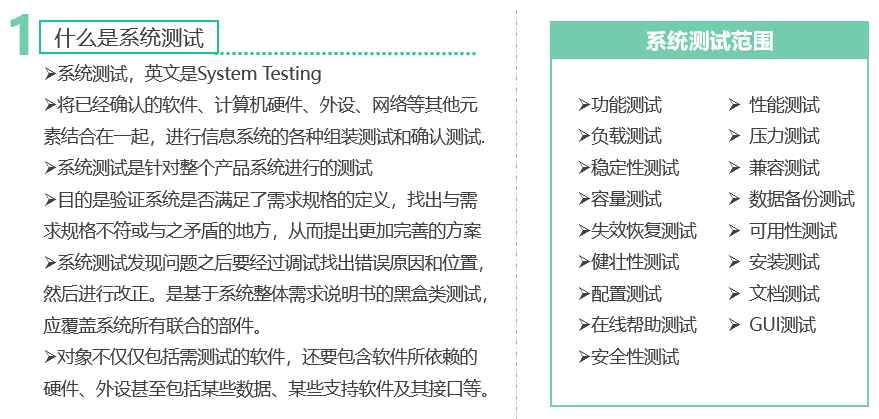 1
什么是系统测试
➢系统测试，英文是System Testing
➢将已经确认的软件、计算机硬件、外设、网络等其他元
素结合在一起，进行信息系统的各种组装测试和确认测试.
➢系统测试是针对整个产品系统进行的测试
➢目的是验证系统是否满足了需求规格的定义，找出与需
求规格不符或与之矛盾的地方，从而提出更加完善的方案
➢系统测试发现问题之后要经过调试找出错误原因和位置，
然后进行改正。是基于系统整体需求说明书的黑盒类测试，
应覆盖系统所有联合的部件。
➢对象不仅仅包括需测试的软件，还要包含软件所依赖的
硬件、外设甚至包括某些数据、某些支持软件及其接口等。
系统测试范围
➢功能测试
➢负载测试
➢稳定性测试
➢容量测试
➢失效恢复测试
➢健壮性测试
➢配置测试
➢在线帮助测试
➢安全性测试
➢ 性能测试
➢ 压力测试
➢ 兼容测试
➢ 数据备份测试
➢ 可用性测试
➢ 安装测试
➢ 文档测试
➢ GUI测试